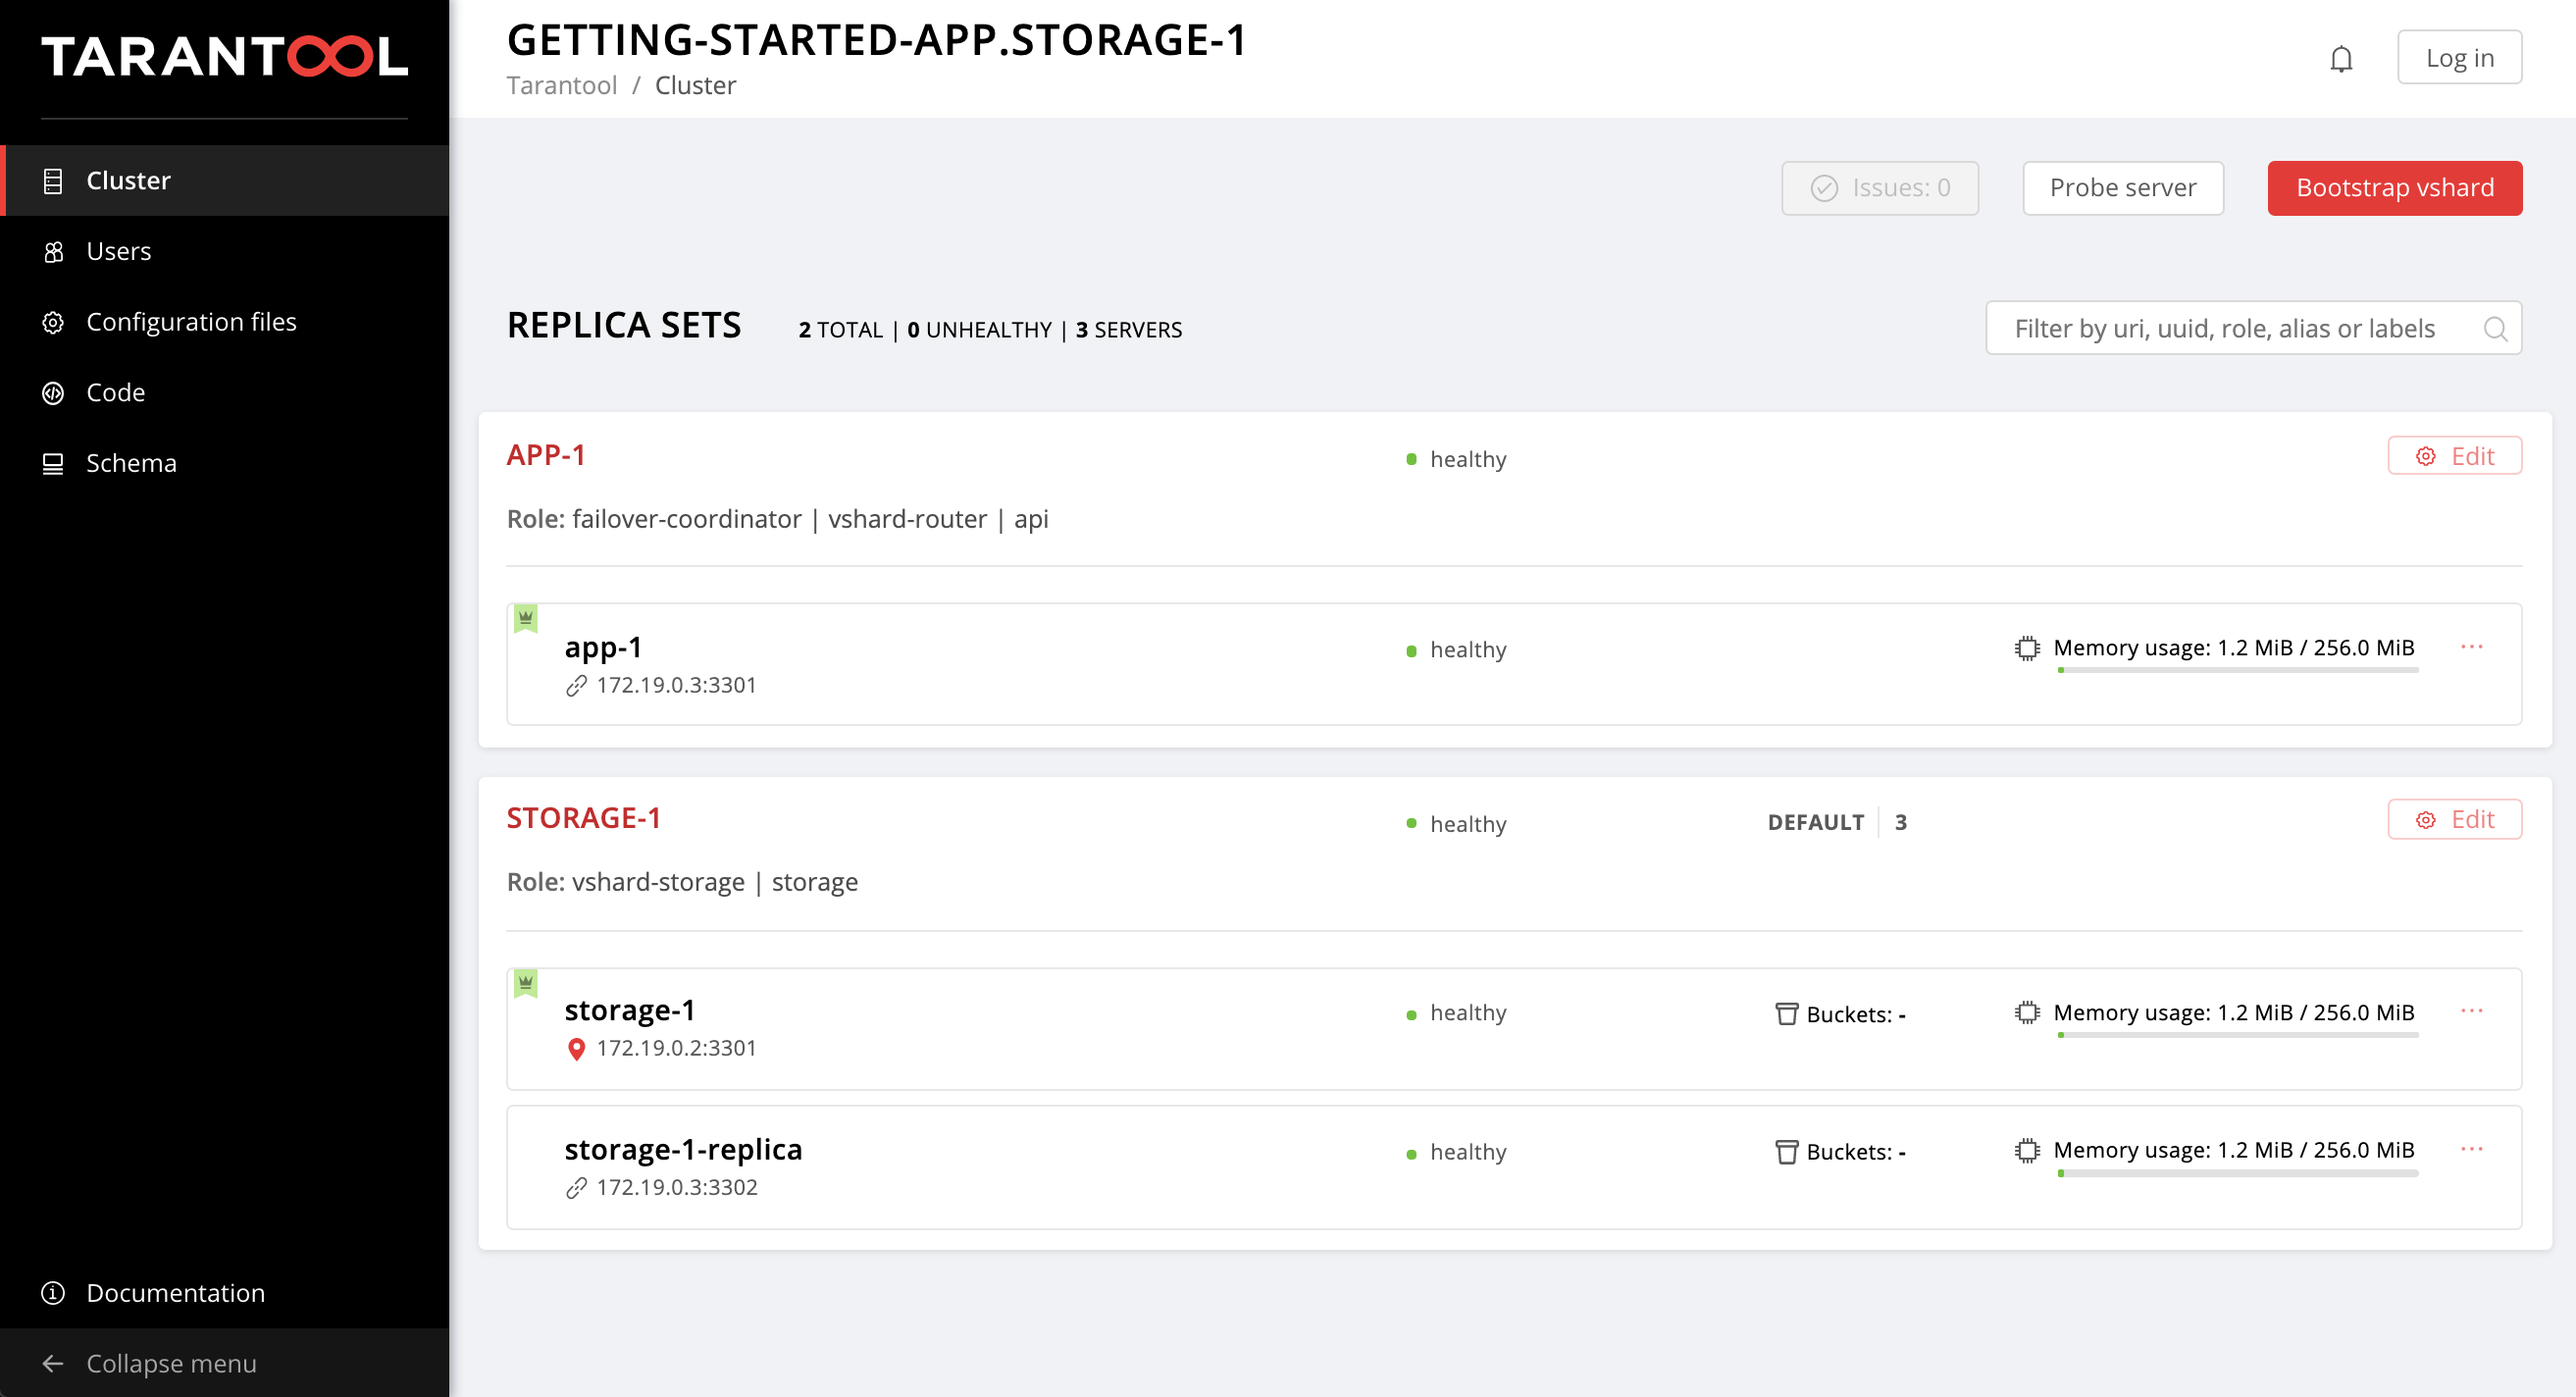 TARANTOOL
Cluster
Users
Configuration files
Code
Schema
Documentation
Collapse menu
GETTING-STARTED-APP.STORAGE-1
Tarantool / Cluster
Log in
Issues: 0
Probe server
Bootstrap vshard
REPLICA SETS
2 TOTAL | 0 UNHEALTHY | 3 SERVERS
Filter by uri, uuid, role, alias or labels
APP-1
healthy
Edit
Role: failover-coordinator | vshard-router | api
app-1
172.19.0.3:3301
healthy
Memory usage: 1.2 MiB / 256.0 MiB
STORAGE-1
healthy
DEFAULT 3
Edit
Role: vshard-storage | storage
storage-1
172.19.0.2:3301
healthy
Buckets: -
Memory usage: 1.2 MiB / 256.0 MiB
storage-1-replica
172.19.0.3:3302
healthy
Buckets: -
Memory usage: 1.2 MiB / 256.0 MiB